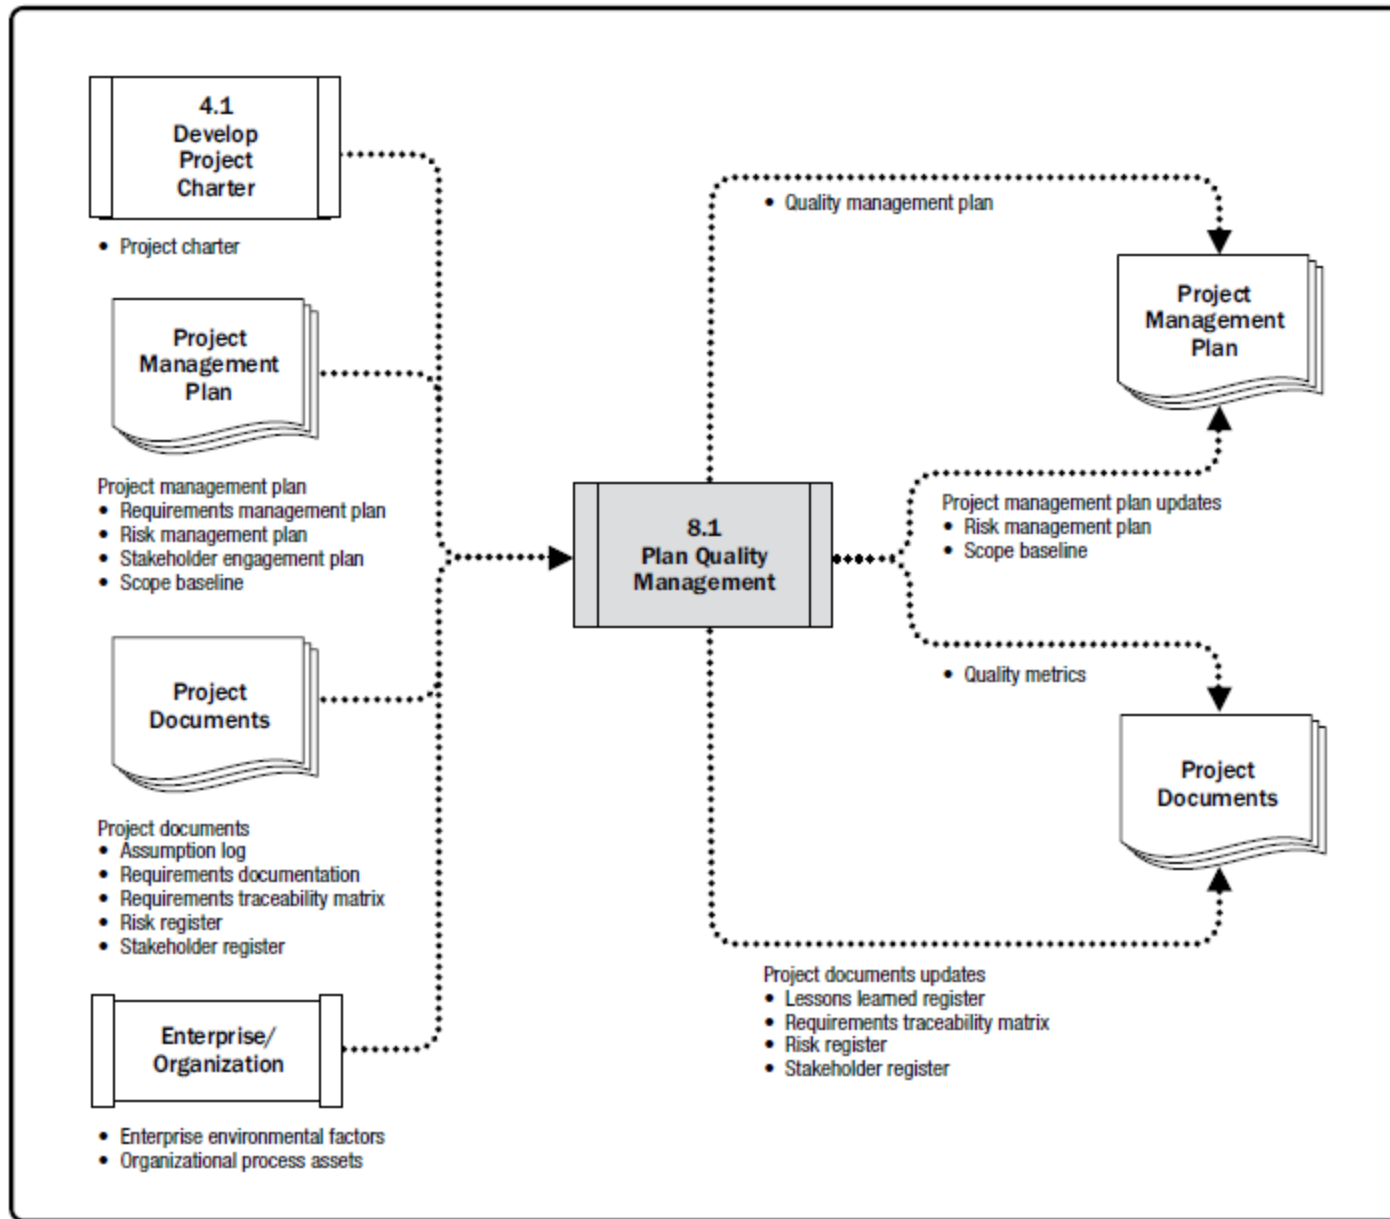 4.1
Develop
Project
Charter
• Project charter
Project
Management
Plan
Project management plan
• Requirements management plan
• Risk management plan
• Stakeholder engagement plan
• Scope baseline
Project
Documents
Project documents
• Assumption log
• Requirements documentation
• Requirements traceability matrix
• Risk register
• Stakeholder register
Enterprise/
Organization
• Enterprise environmental factors
• Organizational process assets
8.1
Plan Quality
Management
• Quality management plan
Project
Management
Plan
Project management plan updates
• Risk management plan
• Scope baseline
• Quality metrics
Project
Documents
Project documents updates
• Lessons learned register
• Requirements traceability matrix
• Risk register
• Stakeholder register